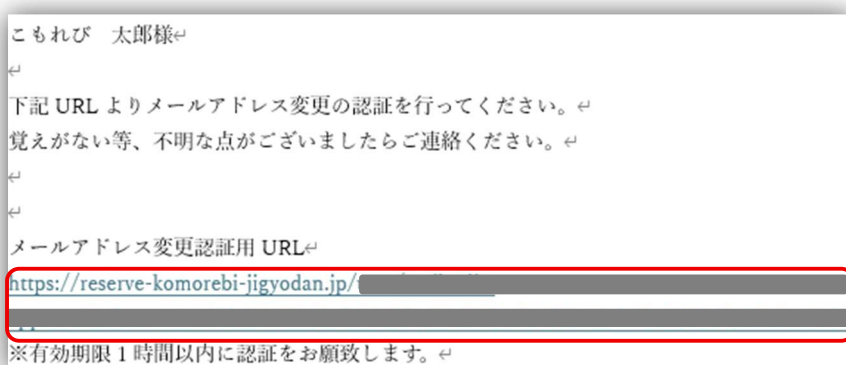 こもれび　太郎様↵
↵
下記 URL よりメールアドレス変更の認証を行ってください。↵
覚えがない等、不明な点がございましたらご連絡ください。↵
↵
↵
メールアドレス変更認証用 URL↵
https://reserve-komorebi-jigyodan.jp/
※有効期限 1 時間以内に認証をお願致します。↵